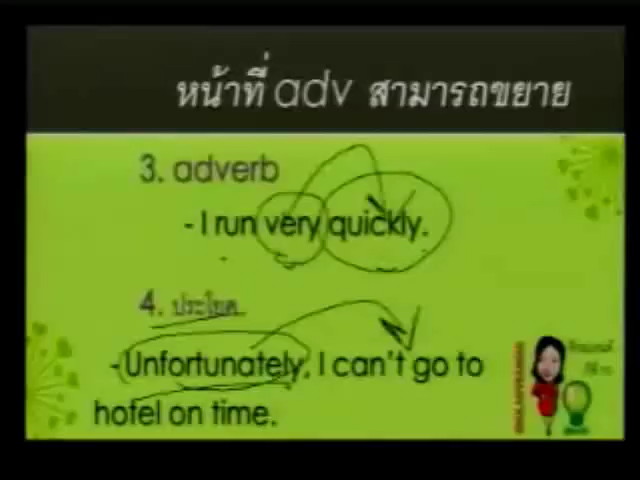 หน้าที่ adv สามารถขยาย
3. adverb
- I run very quickly.
4. ประโยค
- Unfortunately, I can't go to
hotel on time.